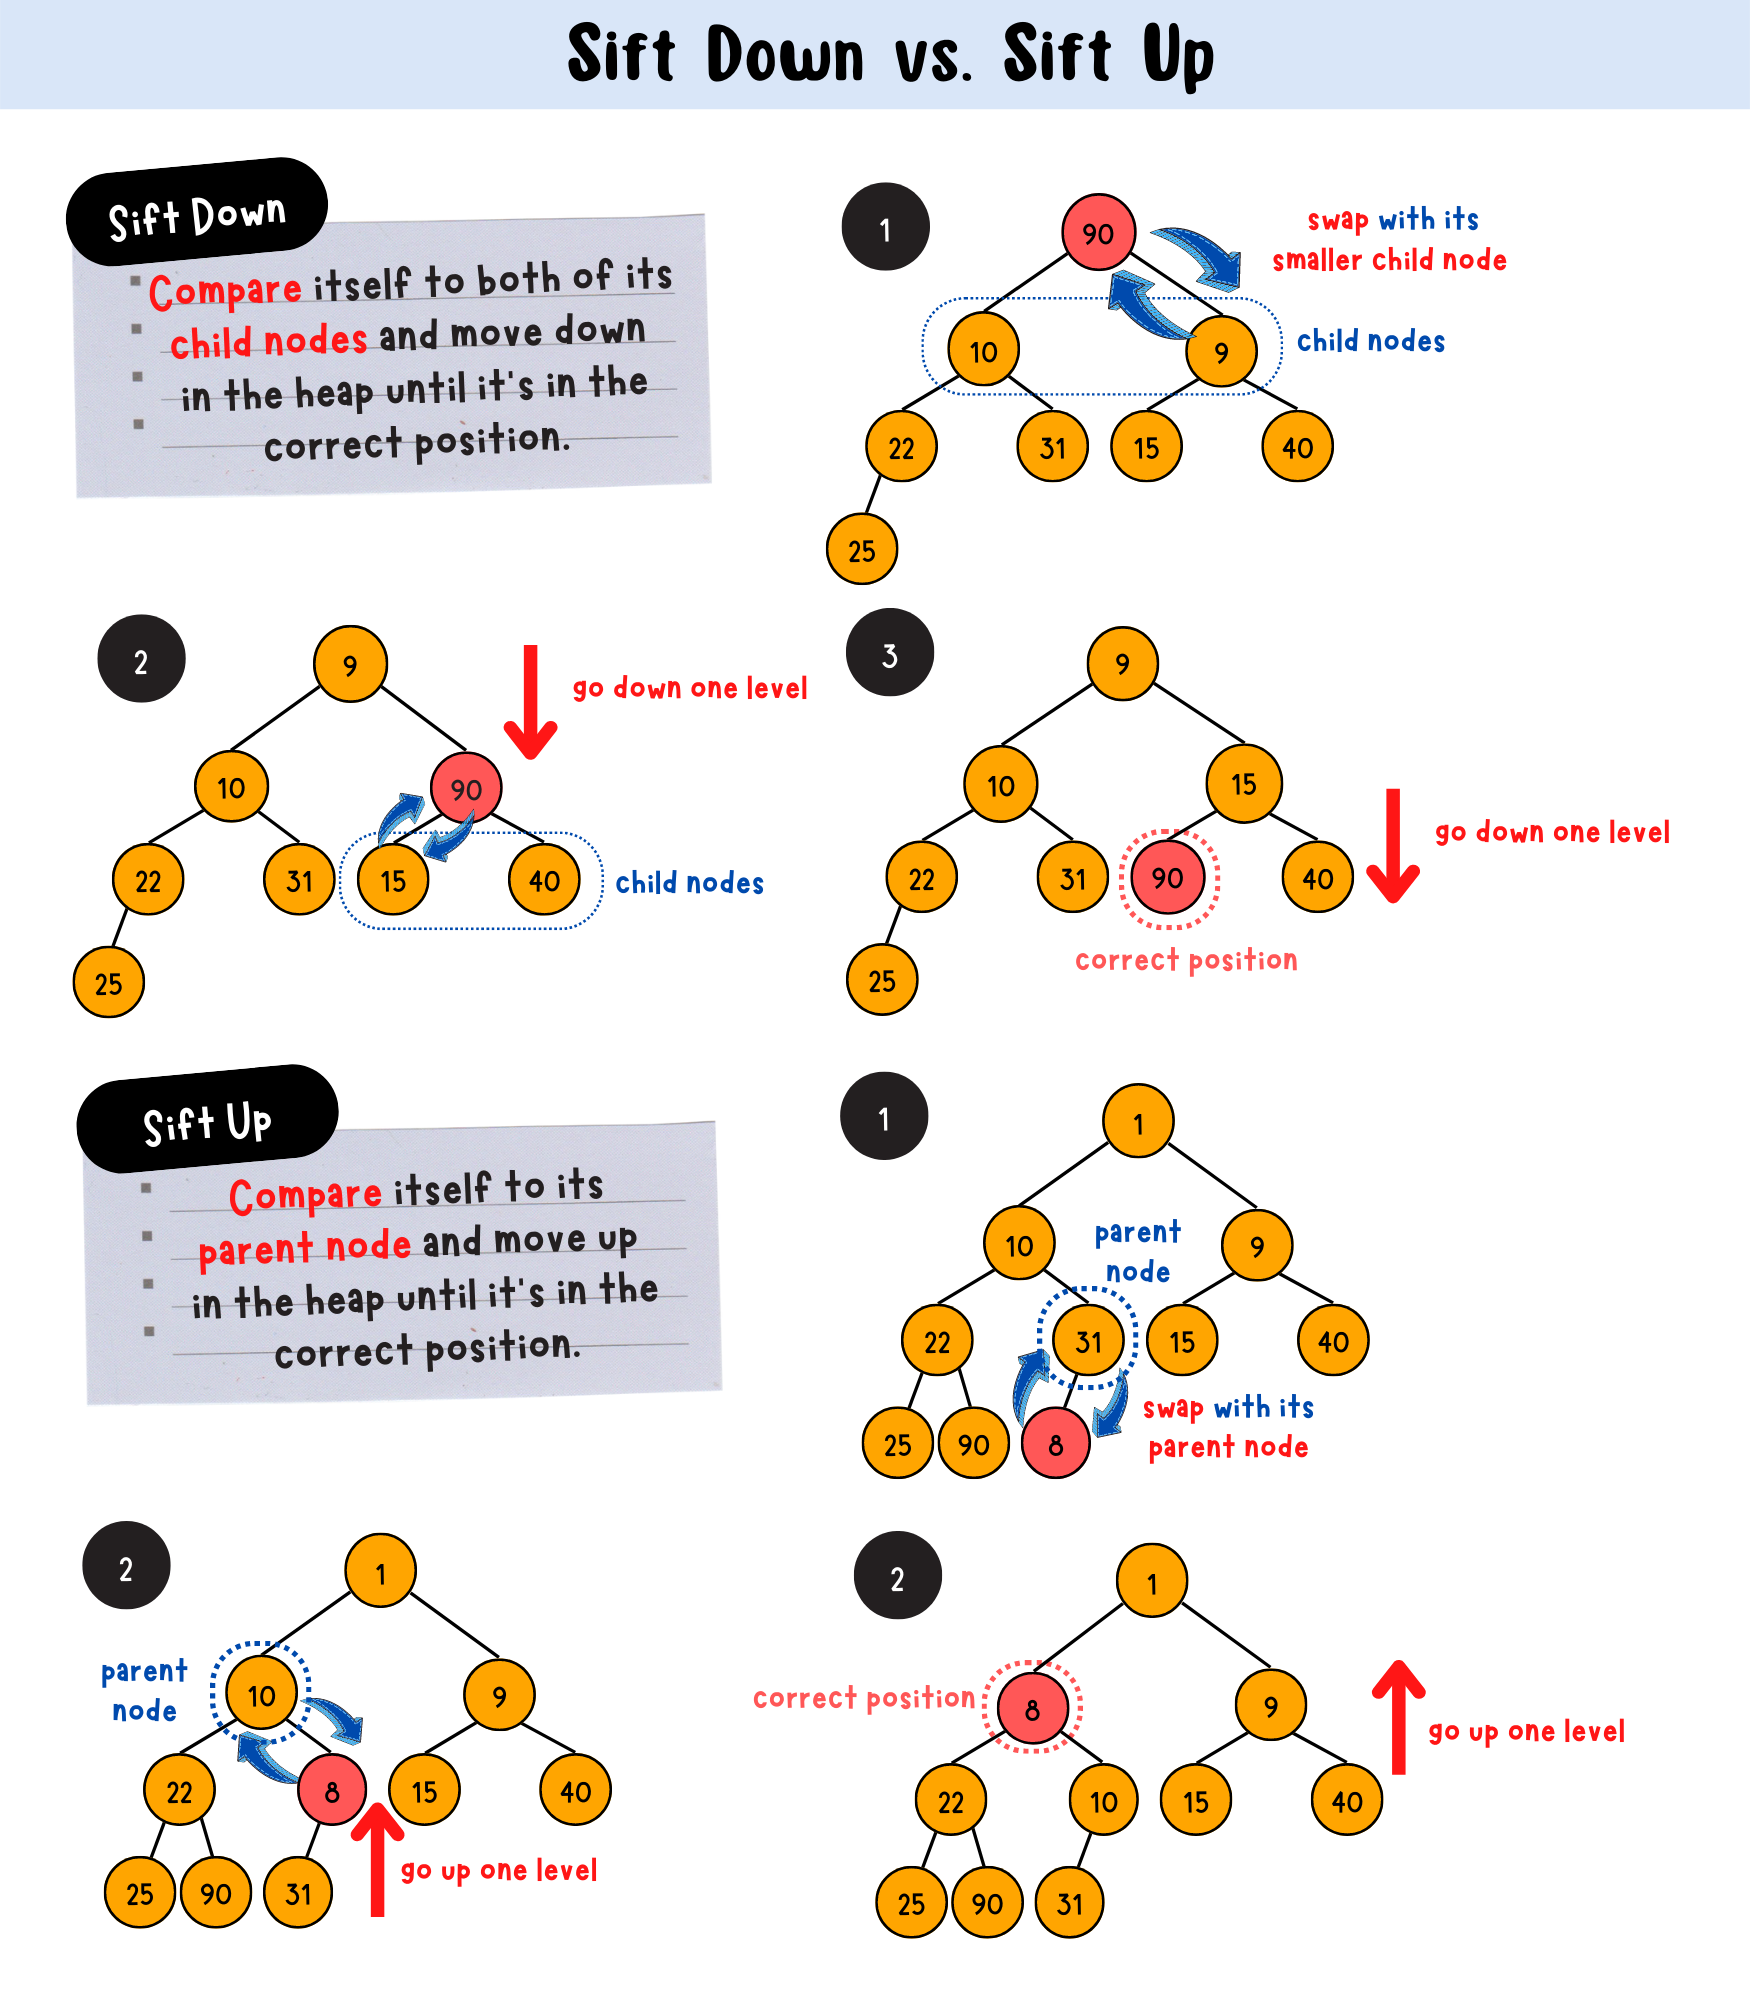 Sift Down vs. Sift Up
Sift Down
Compare itself to both of its
child nodes and move down
in the heap until it's in the
correct position.
1
90
swap with its
smaller child node
10
9
child nodes
22
31
15
40
25
2
9
go down one level
10
90
22
31
15
40
child nodes
25
3
9
10
15
go down one level
22
31
90
40
correct position
25
Sift Up
Compare itself to its
parent node and move up
in the heap until it's in the
correct position.
1
1
10
parent
node
9
22
31
15
40
swap with its
parent node
25
90
8
2
1
parent
node
10
9
22
8
15
40
go up one level
25
90
31
2
1
correct position
8
9
go up one level
22
10
15
40
25
90
31